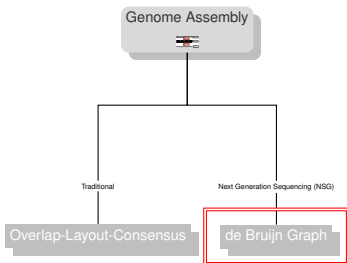 Genome Assembly
Traditional
Next Generation Sequencing (NSG)
Overlap-Layout-Consensus
de Bruijn Graph